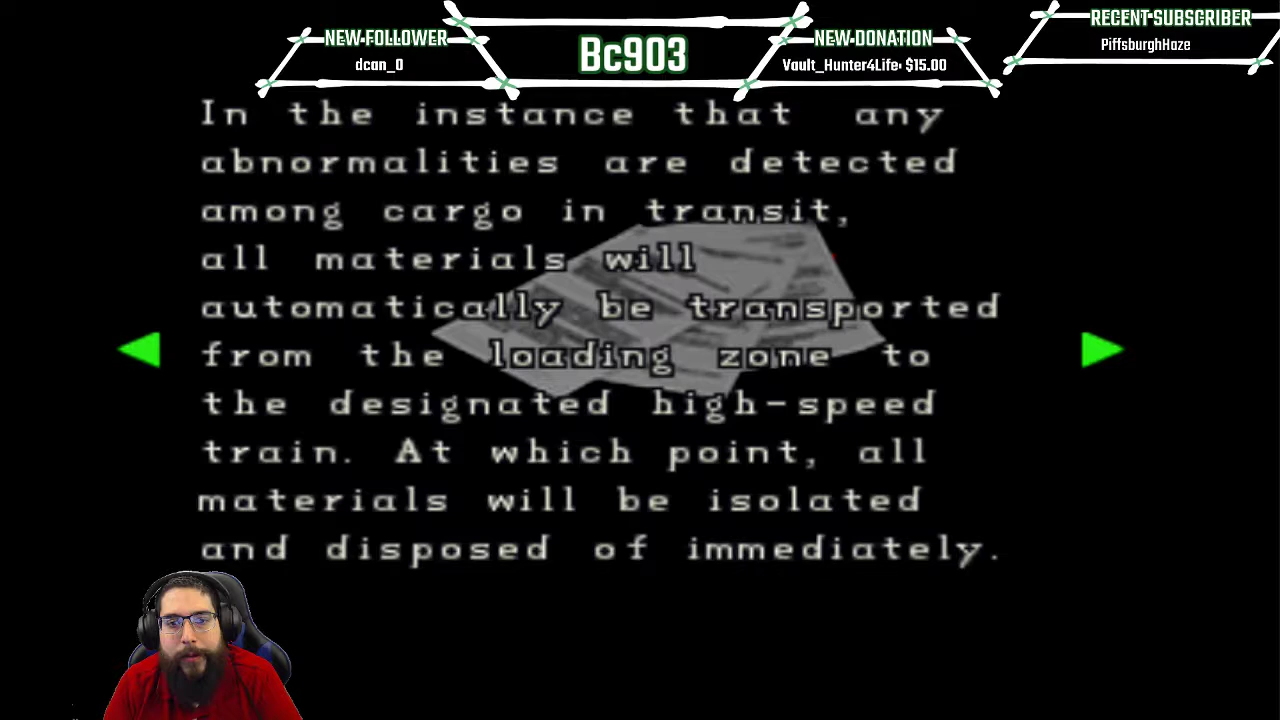 NEW FOLLOWER
dcan_0
Bc903
NEW DONATION
Vault_Hunter4Life: $15.00
RECENT SUBSCRIBER
PiffsburghHaze
In the instance that any
abnormalities are detected
among cargo in transit,
all materials will
automatically be transported
from the loading zone to
the designated high-speed
train. At which point, all
materials will be isolated
and disposed of immediately.